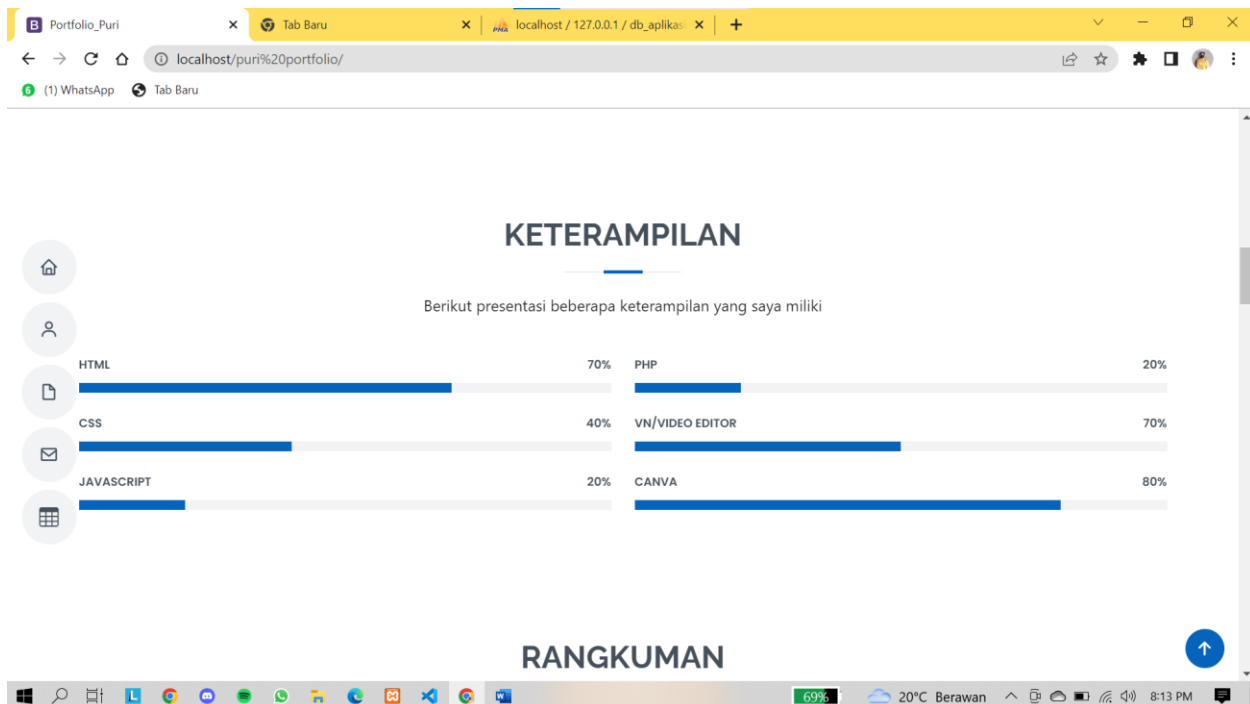 Portfolio_Puri
Tab Baru
localhost / 127.0.0.1 / db_aplikas
localhost/puri%20portfolio/
(1) WhatsApp Tab Baru
KETERAMPILAN
Berikut presentasi beberapa keterampilan yang saya miliki
HTML 70% PHP 20%
CSS 40% VN/VIDEO EDITOR 70%
JAVASCRIPT 20% CANVA 80%
RANGKUMAN
69% 20°C Berawan 8:13 PM